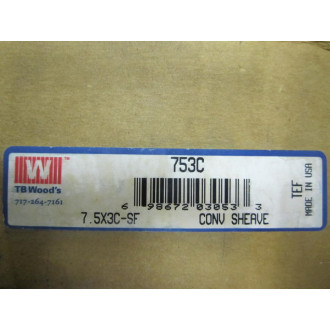 W™
TB Wood's
717-264-7161
753C
6 98672 03053 3
7.5X3C-SF CONV SHEAVE
TEF
MADE IN USA